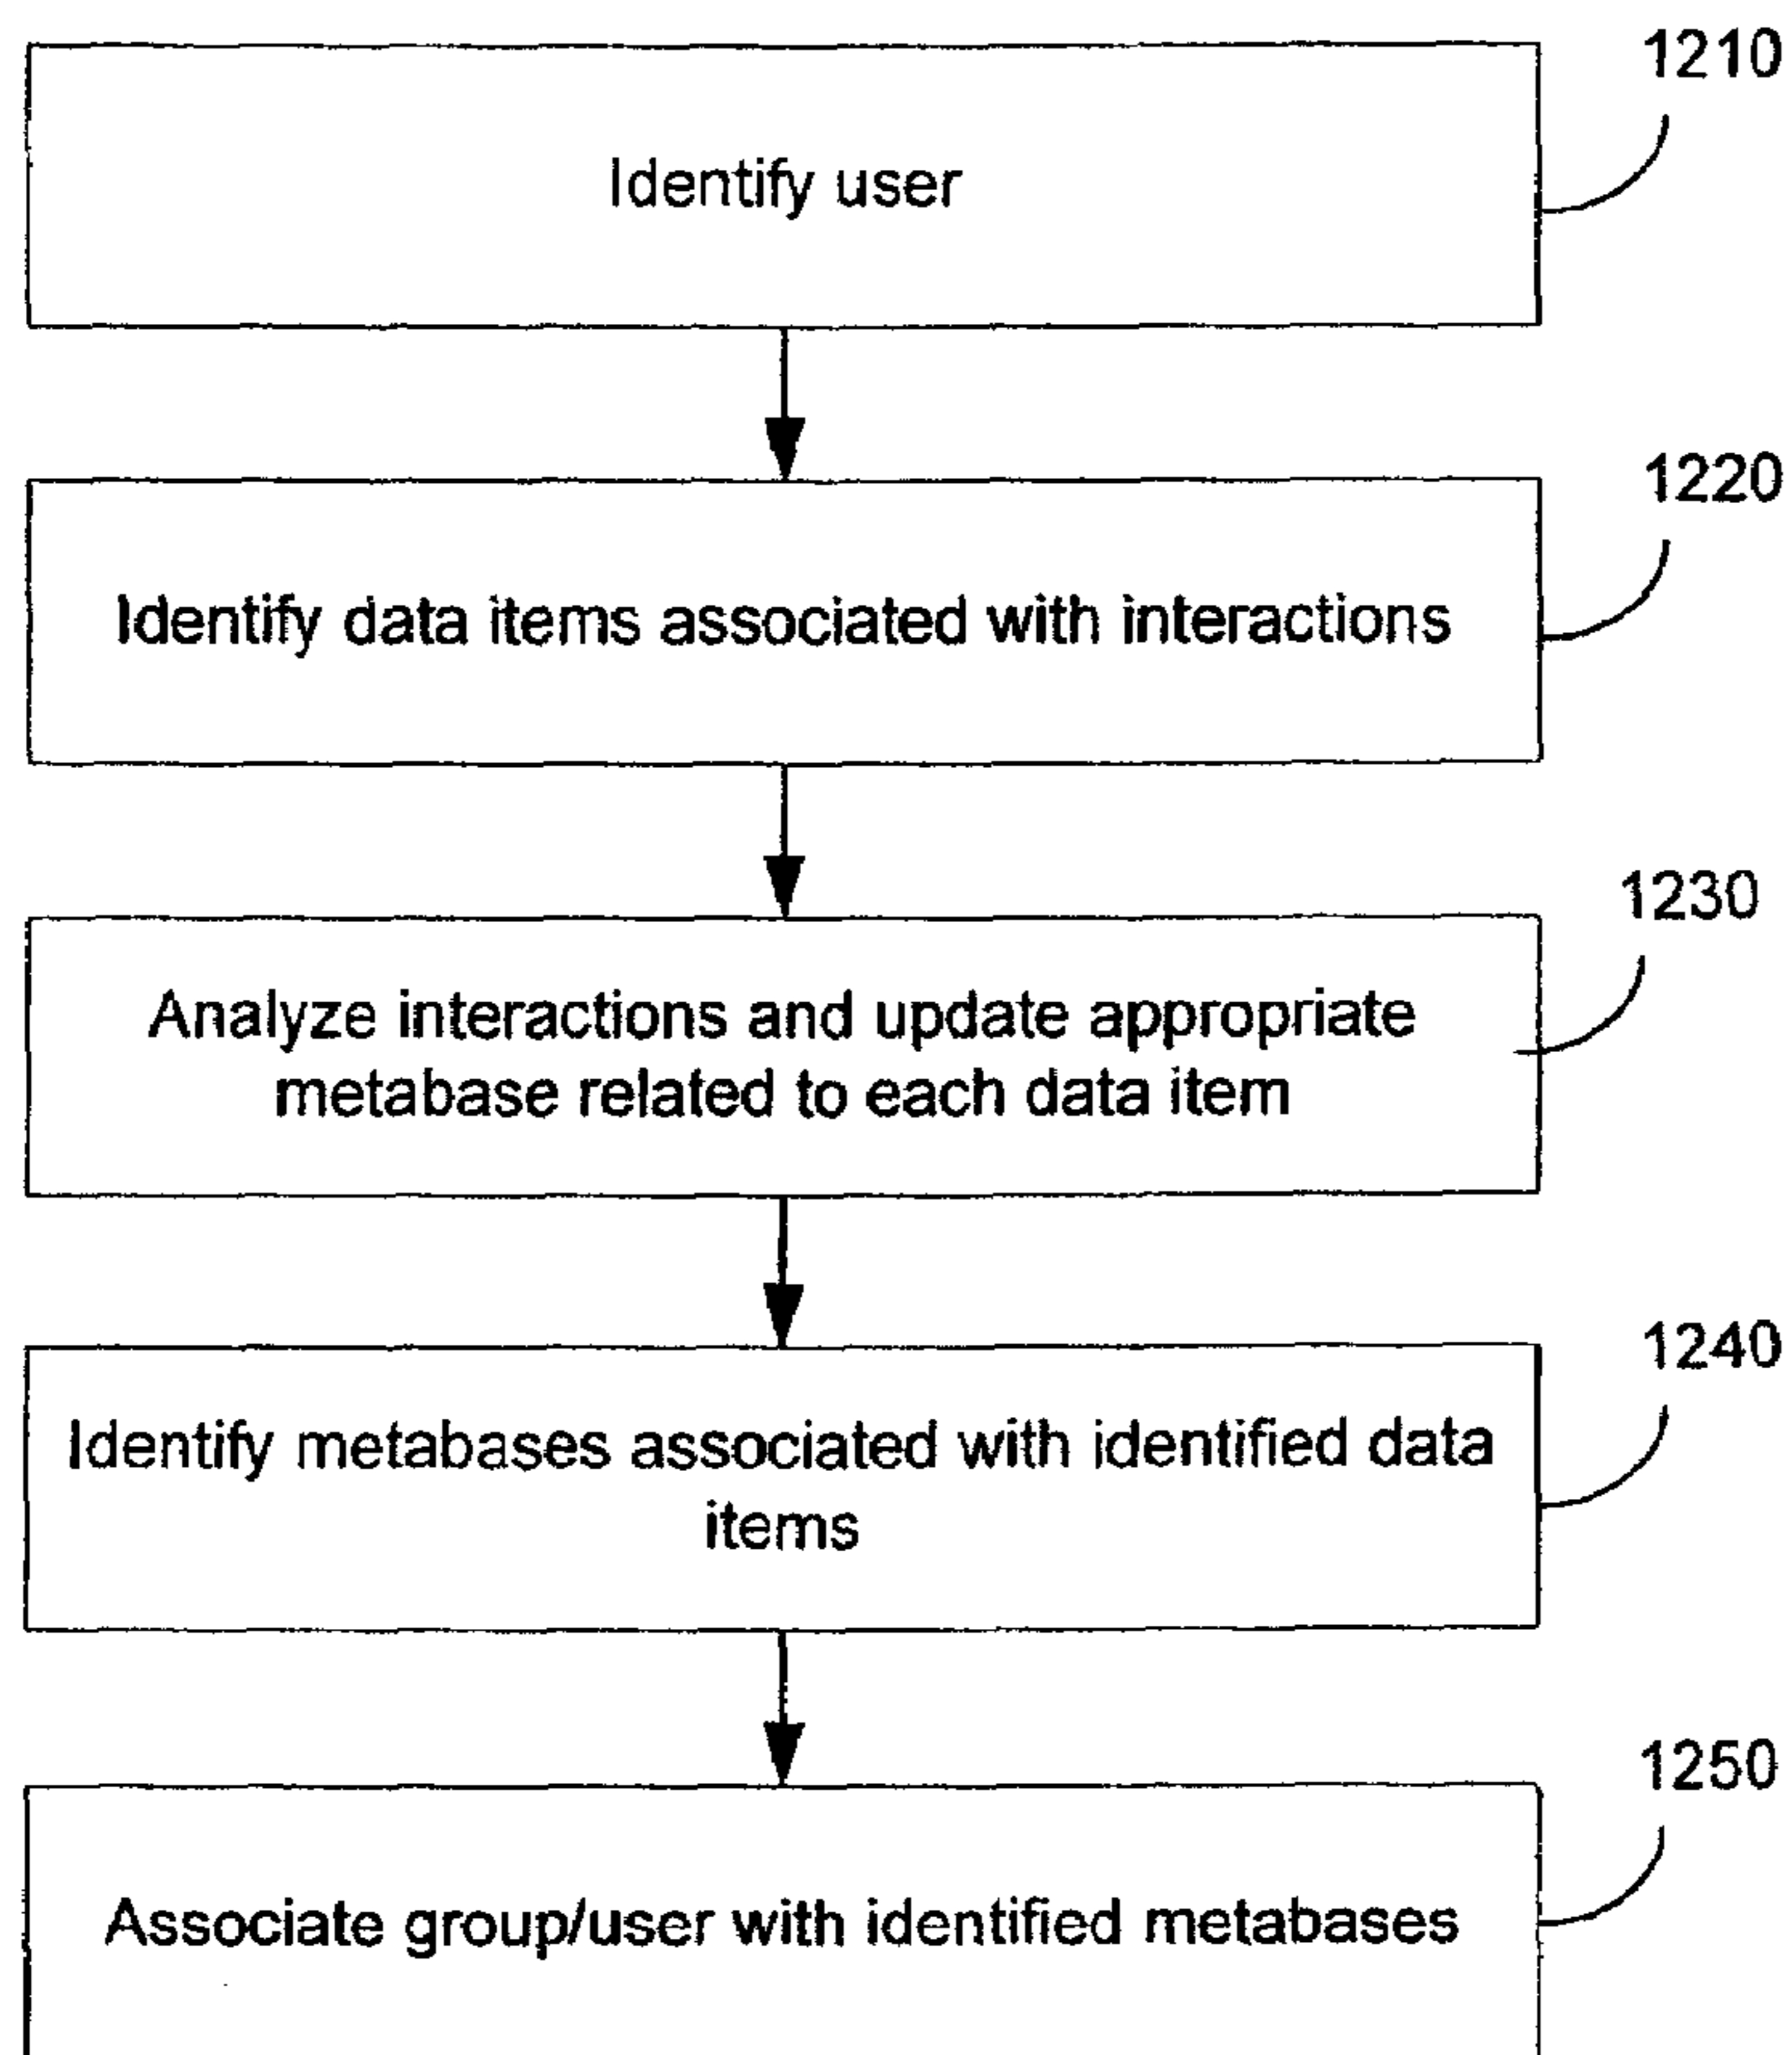 1210
Identify user
1220
Identify data items associated with interactions
1230
Analyze interactions and update appropriate
metabase related to each data item
1240
Identify metabases associated with identified data
items
1250
Associate group/user with identified metabases